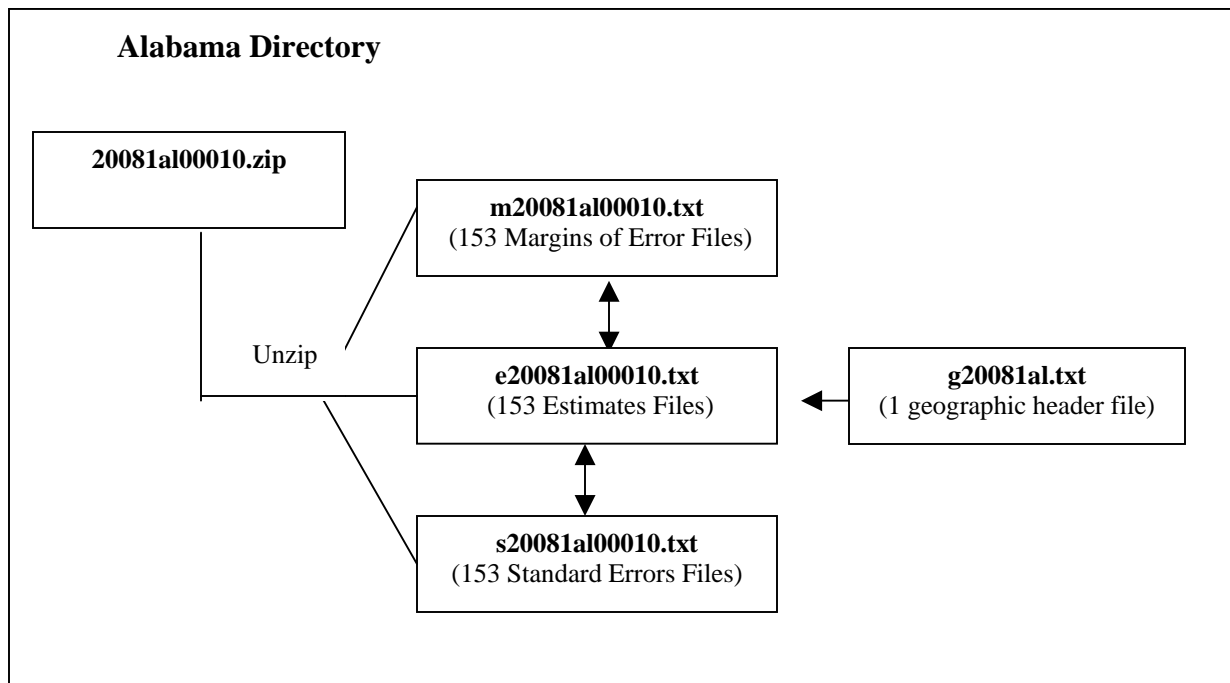 Alabama Directory
20081al00010.zip
m20081al00010.txt
(153 Margins of Error Files)
Unzip
e20081al00010.txt
(153 Estimates Files)
g20081al.txt
(1 geographic header file)
s20081al00010.txt
(153 Standard Errors Files)